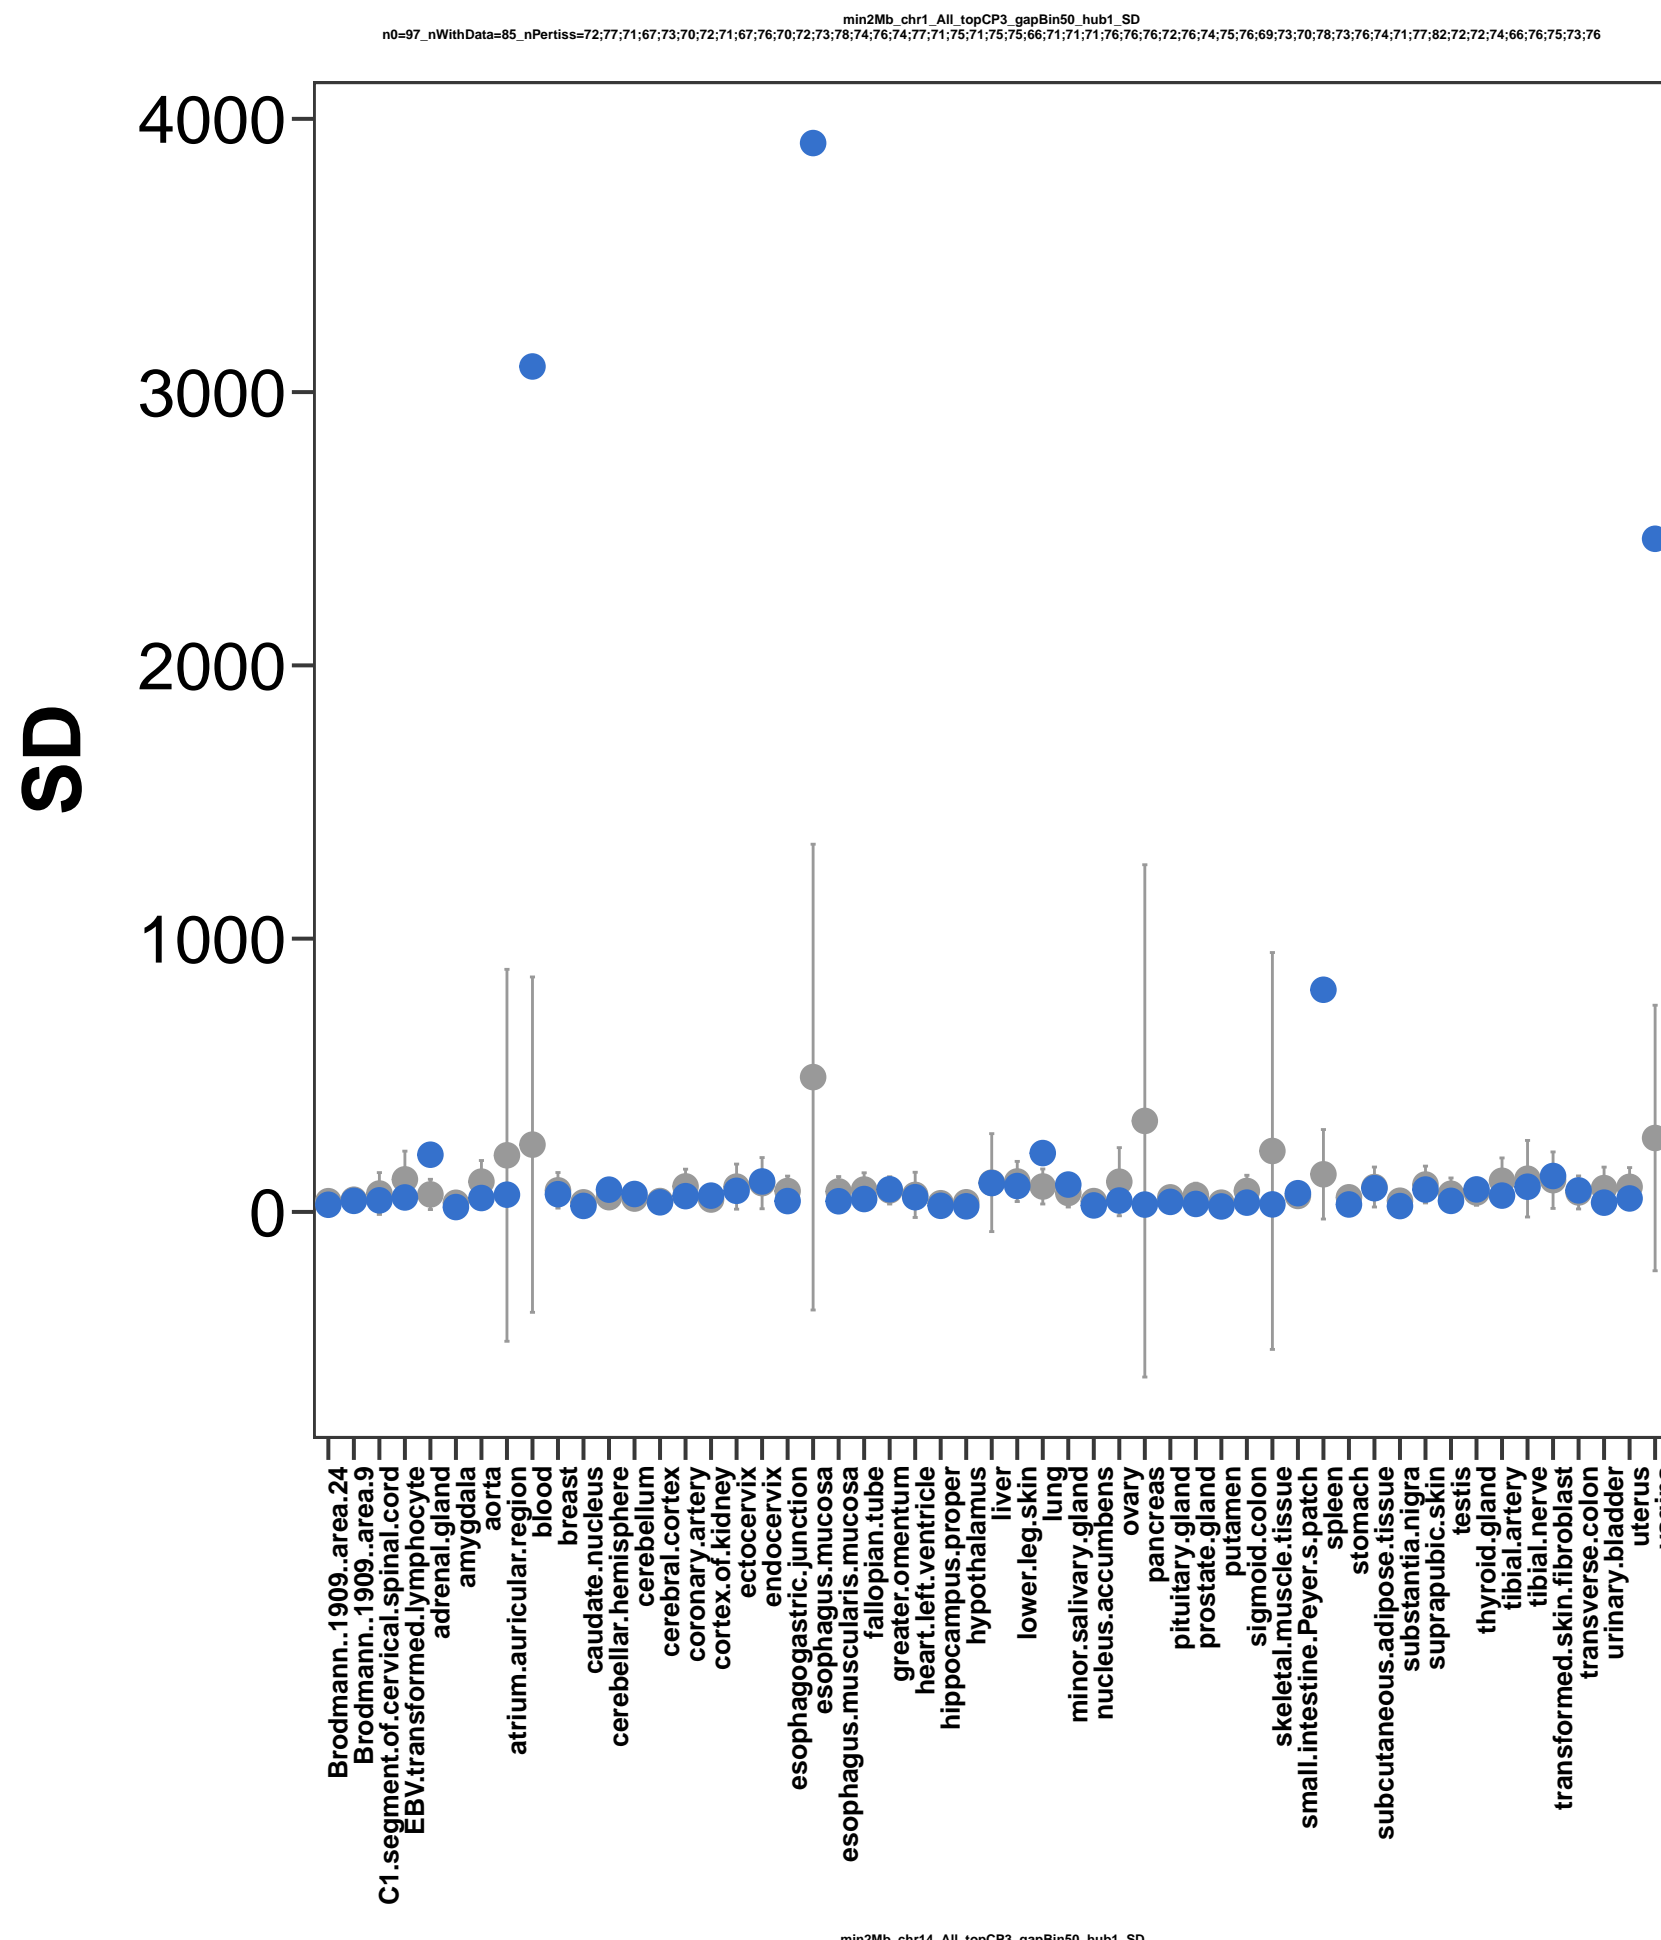 min2Mb_chr1_All_topCP3_gapBin50_hub1_SD
n0=97_nWithData=85_nPertiss=72;77;71;67;73;70;72;71;67;76;70;72;73;78;74;76;74;77;71;75;71;75;75;66;71;71;71;76;76;76;72;76;74;75;76;69;73;70;78;73;76;74;71;77;82;72;72;74;66;76;75;73;76
4000
3000
2000
1000
0
SD
Brodmann..1909..area.24
Brodmann..1909..area.9
C1.segment.of.cervical.spinal.cord
EBV.transformed.lymphocyte
adrenal.gland
amygdala
aorta
atrium.auricular.region
blood
breast
caudate.nucleus
cerebellar.hemisphere
cerebellum
cerebral.cortex
coronary.artery
cortex.of.kidney
ectocervix
endocervix
esophagogastric.junction
esophagus.mucosa
esophagus.muscularis.mucosa
fallopian.tube
greater.omentum
heart.left.ventricle
hippocampus.proper
hypothalamus
liver
lower.leg.skin
lung
minor.salivary.gland
nucleus.accumbens
ovary
pancreas
pituitary.gland
prostate.gland
putamen
sigmoid.colon
skeletal.muscle.tissue
small.intestine.Peyer.s.patch
spleen
stomach
subcutaneous.adipose.tissue
substantia.nigra
suprapubic.skin
testis
thyroid.gland
tibial.artery
tibial.nerve
transformed.skin.fibroblast
transverse.colon
urinary.bladder
uterus
min2Mb_chr14_All_topCP3_gapBin50_hub1_SD